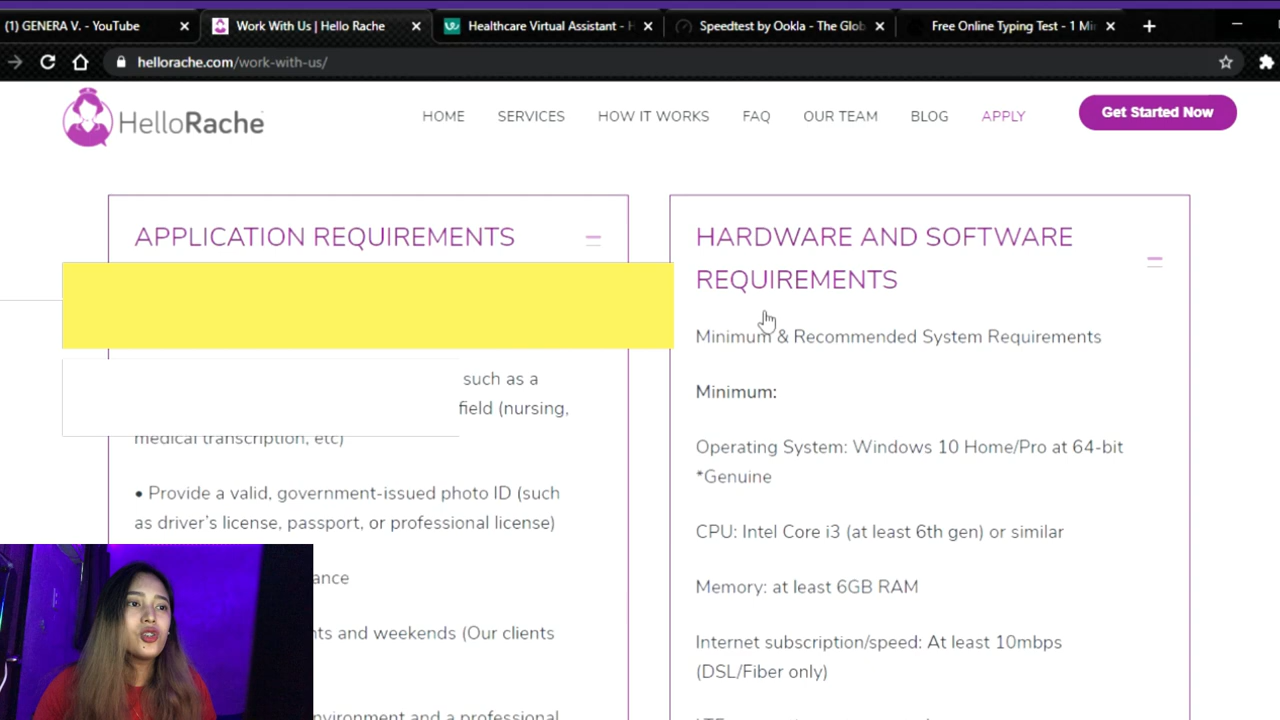 (1) GENERA V. - YouTube
Work With Us | Hello Rache
Healthcare Virtual Assistant - H
Speedtest by Ookla - The Glob
Free Online Typing Test - 1 Min
hellorache.com/work-with-us/
HelloRache
HOME
SERVICES
HOW IT WORKS
FAQ
OUR TEAM
BLOG
APPLY
Get Started Now
APPLICATION REQUIREMENTS
such as a
field (nursing,
medical transcription, etc)
• Provide a valid, government-issued photo ID (such
as driver's license, passport, or professional license)
ance
nts and weekends (Our clients
environment and a professional
HARDWARE AND SOFTWARE
REQUIREMENTS
Minimum & Recommended System Requirements
Minimum:
Operating System: Windows 10 Home/Pro at 64-bit
*Genuine
CPU: Intel Core i3 (at least 6th gen) or similar
Memory: at least 6GB RAM
Internet subscription/speed: At least 10mbps
(DSL/Fiber only)